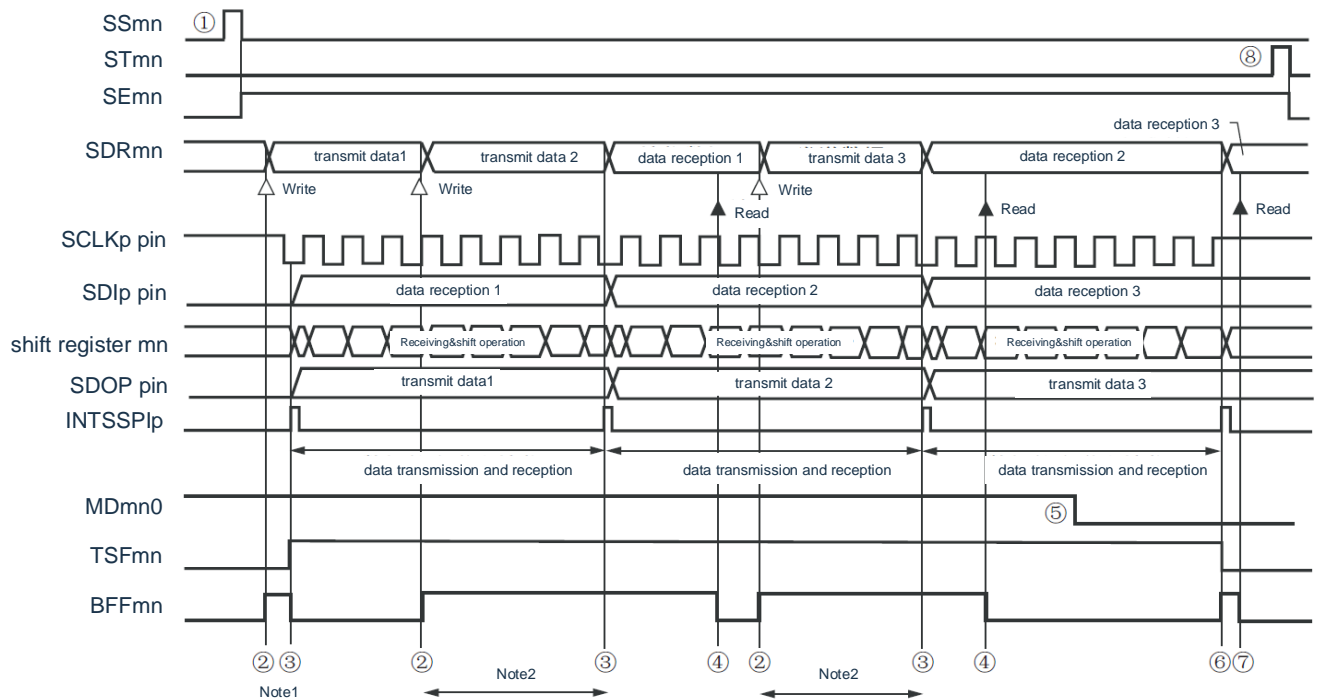 SSmn ①
STmn ⑧
SEmn
data reception 3
SDRmn transmit data1 transmit data 2 data reception 1 transmit data 3 data reception 2
Write Write Read Write Read Read
SCLKp pin
SDIp pin data reception 1 data reception 2 data reception 3
shift register mn Receiving&shift operation Receiving&shift operation Receiving&shift operation
SDOP pin transmit data1 transmit data 2 transmit data 3
INTSSPIp
data transmission and reception data transmission and reception data transmission and reception
MDmn0 ⑤
TSFmn
BFFmn
② ③ ② ③ ④ ② ③ ④ ⑥ ⑦
Note1 Note2 Note2